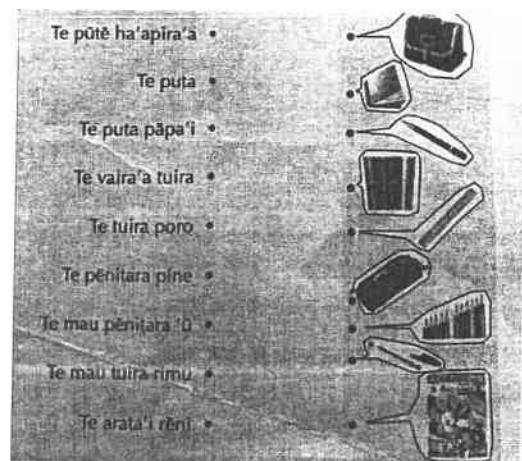 Te pūtē ha'apira'a
Te puta
Te puta pāpa'i
Te vaira'a tuira
Te tuira poro
Te pēnitara pine
Te mau pēnitara 'ū
Te mau tuira rimu
Te arata'i rēni